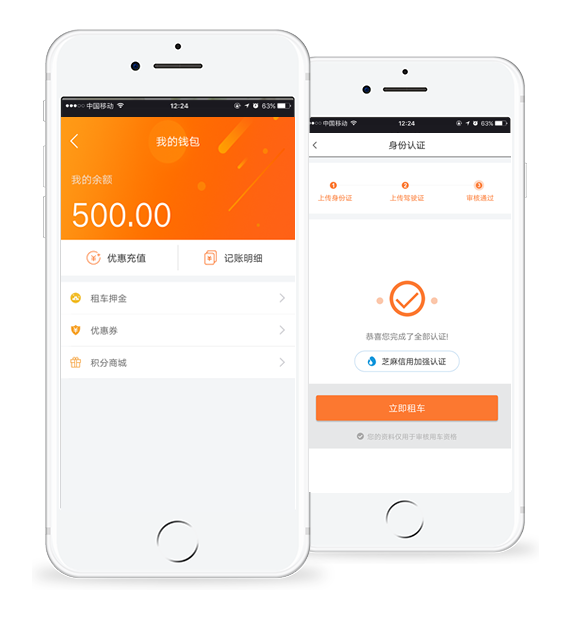 中国移动
12:24
63%
我的钱包
我的余额
500.00
优惠充值
记账明细
租车押金
优惠券
积分商城
中国移动
12:24
63%
身份认证
1
2
3
上传身份证
上传驾驶证
审核通过
恭喜您完成了全部认证!
芝麻信用加强认证
立即租车
您的资料仅用于审核用车资格